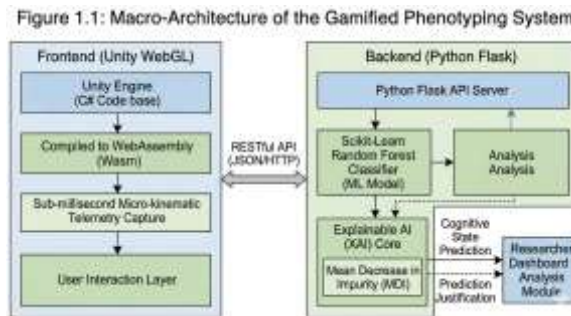 Figure 1.1: Macro-Architecture of the Gamified Phenotyping System
Frontend (Unity WebGL)
Unity Engine
(C# Code base)
Compiled to WebAssembly
(Wasm)
Sub-millisecond Micro-kinematic
Telemetry Capture
User Interaction Layer
RESTful API
(JSON/HTTP)
Backend (Python Flask)
Python Flask API Server
Scikit-Learn
Random Forest
Classifier
(ML Model)
Analysis
Analysis
Explainable AI
(XAI) Core
Mean Decrease in
Impurity (MDI)
Cognitive
State
Prediction
Prediction
Justification
Researcher
Dashboard
Analysis
Module